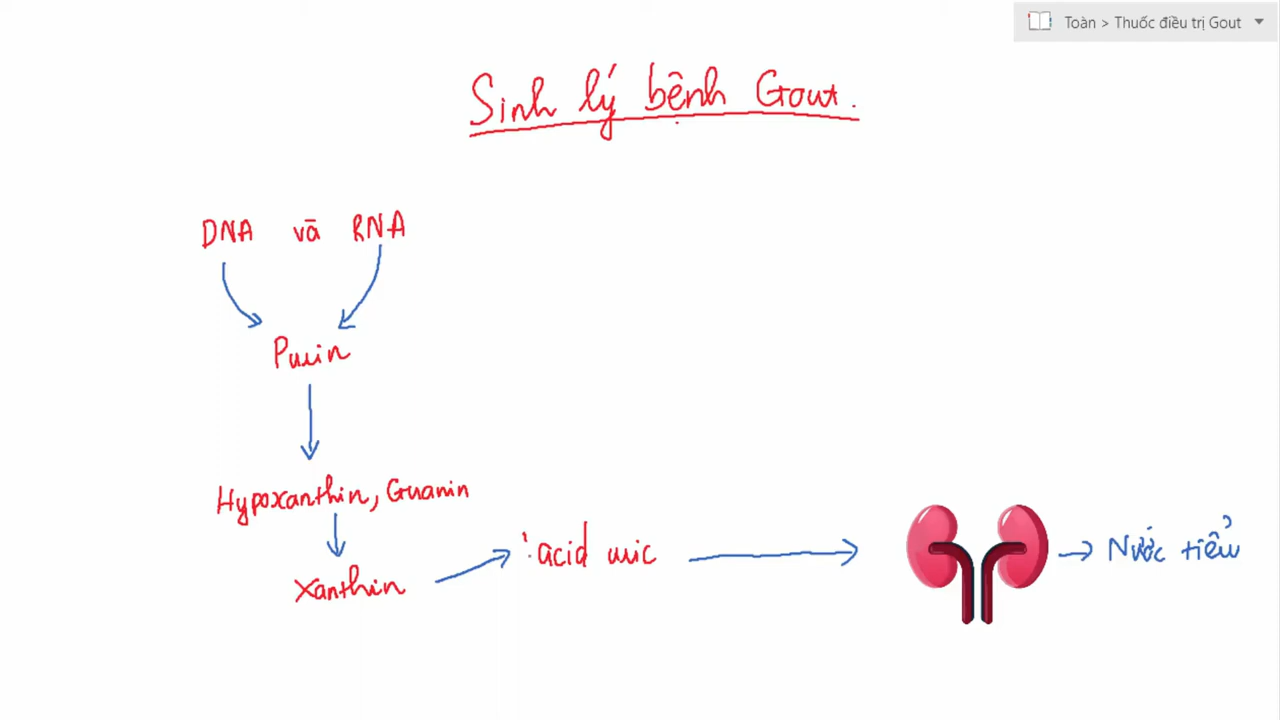 Toàn > Thuốc điều trị Gout
Sinh lý bệnh Gout.
DNA và RNA
Purin
Hypoxanthin, Guanin
Xanthin
acid uric
Nước tiểu